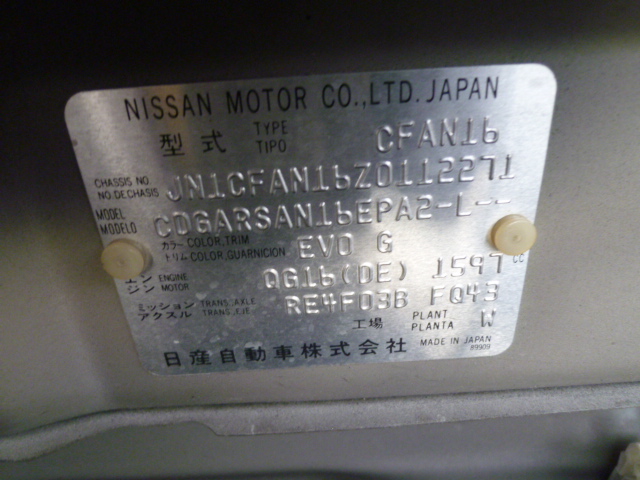 NISSAN MOTOR CO., LTD. JAPAN
型式 TYPE TIPO CFAN16
CHASSIS NO. NO. DE CHASIS JN1CFAN16Z0112271
MODEL MODELO CDGARSAN16EPA2-L--
カラー COLOR, TRIM トリム COLOR, GUARNICION EV0 G
エンジン ENGINE MOTOR QG16(DE) 1597 cc
ミッション TRANS., AXLE アクスル TRANS., EJE RE4F03B FQ43
工場 PLANT PLANTA W
日産自動車株式会社 MADE IN JAPAN
89909